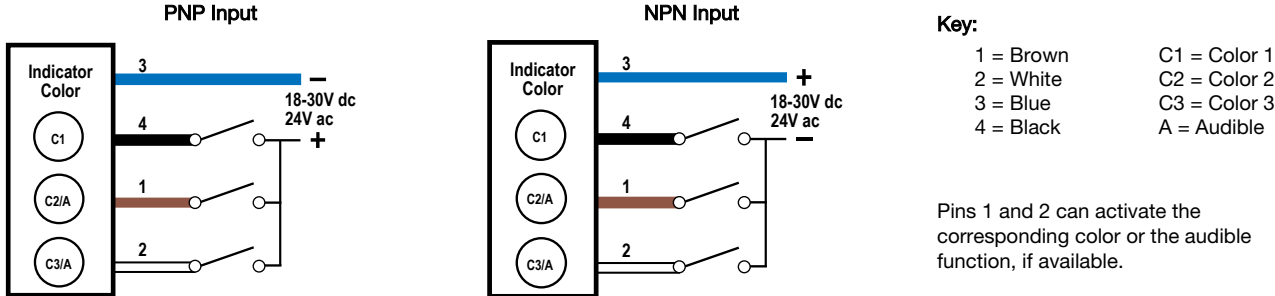 PNP Input
Indicator
Color
C1
C2/A
C3/A
3
4
1
2
–
18-30V dc
24V ac
+
NPN Input
Indicator
Color
C1
C2/A
C3/A
3
4
1
2
+
18-30V dc
24V ac
–
Key:
1 = Brown C1 = Color 1
2 = White C2 = Color 2
3 = Blue C3 = Color 3
4 = Black A = Audible
Pins 1 and 2 can activate the
corresponding color or the audible
function, if available.